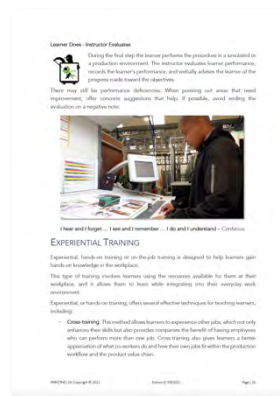 Learner Does - Instructor Evaluates
During the final step the learner performs the procedure in a simulated or
a production environment. The instructor evaluates learner performance,
records the learner's performance, and verbally advises the learner of the
progress made toward the objectives.
There may still be performance deficiencies. When pointing out areas that need
improvement, offer concrete suggestions that help. If possible, avoid ending the
evaluation on a negative note.
I hear and I forget ... I see and I remember ... I do and I understand – Confucius
EXPERIENTIAL TRAINING
Experiential, hands-on training or on-the-job training is designed to help learners gain
hands-on knowledge in the workplace.
This type of training involves learners using the resources available for them at their
workplace, and it allows them to learn while integrating into their everyday work
environment.
Experiential, or hands-on training, offers several effective techniques for teaching learners,
including:
- Cross-training. This method allows learners to experience other jobs, which not only
enhances their skills but also provides companies the benefit of having employees
who can perform more than one job. Cross-training also gives learners a better
appreciation of what co-workers do and how their own jobs fit within the production
workflow and the product value chain.
Copyright © 2021
Page | 26